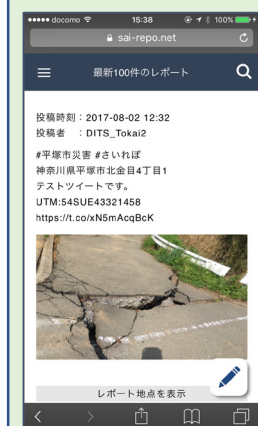 docomo 15:38 100%
sai-repo.net
最新100件のレポート
投稿時刻：2017-08-02 12:32
投稿者　：DITS_Tokai2
#平塚市災害 #さいれぽ
神奈川県平塚市北金目4丁目1
テストツイートです。
UTM:54SUE43321458
https://t.co/xN5mAcqBcK
レポート地点を表示